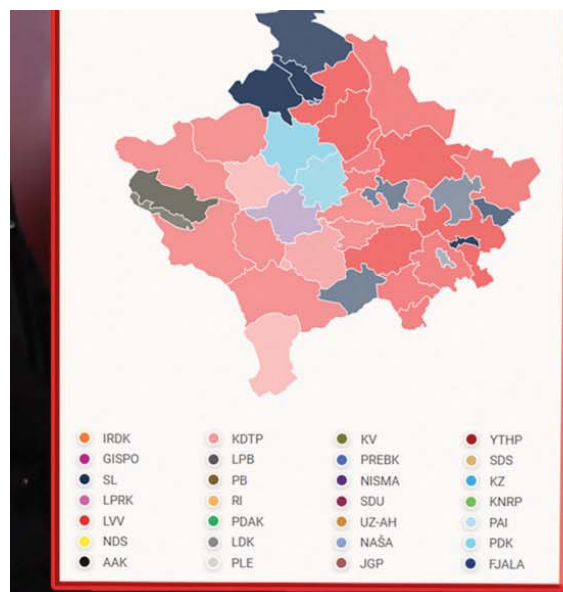 IRDK KDTP KV YTHP
GISPO LPB PREBK SDS
SL PB NISMA KZ
LPRK RI SDU KNRP
LVV PDAK UZ-AH PAI
NDS LDK NAŠA PDK
AAK PLE JGP FJALA